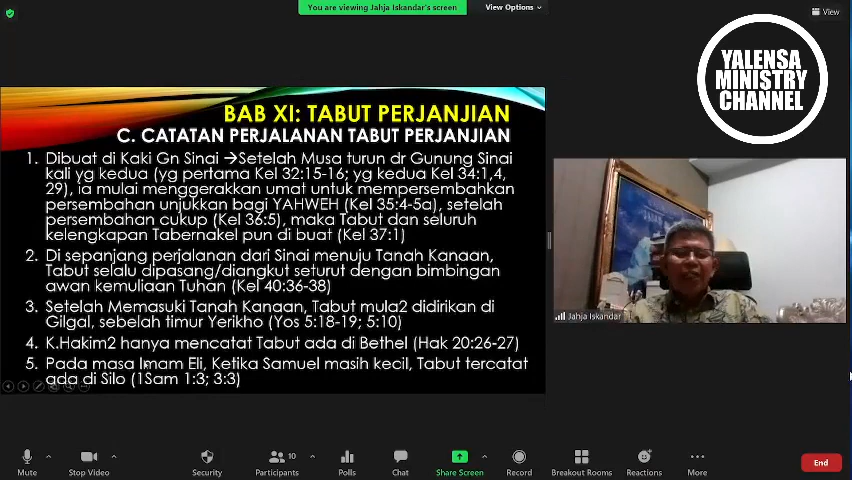 You are viewing Jahja Iskandar's screen
View Options
View
YALENSA
MINISTRY
CHANNEL
BAB XI: TABUT PERJANJIAN
C. CATATAN PERJALANAN TABUT PERJANJIAN
1. Dibuat di Kaki Gn Sinai →Setelah Musa turun dr Gunung Sinai
kali yg kedua (yg pertama Kel 32:15-16; yg kedua Kel 34:1,4,
29), ia mulai menggerakkan umat untuk mempersembahkan
persembahan unjukkan bagi YAHWEH (Kel 35:4-5a), setelah
persembahan cukup (Kel 36:5), maka Tabut dan seluruh
kelengkapan Tabernakel pun di buat (Kel 37:1)
2. Di sepanjang perjalanan dari Sinai menuju Tanah Kanaan,
Tabut selalu dipasang/diangkut seturut dengan bimbingan
awan kemuliaan Tuhan (Kel 40:36-38)
3. Setelah Memasuki Tanah Kanaan, Tabut mula2 didirikan di
Gilgal, sebelah timur Yerikho (Yos 5:18-19; 5:10)
4. K.Hakim2 hanya mencatat Tabut ada di Bethel (Hak 20:26-27)
5. Pada masa Imam Eli, Ketika Samuel masih kecil, Tabut tercatat
ada di Silo (1Sam 1:3; 3:3)
Jahja Iskandar
Mute
Stop Video
Security
Participants
10
Polls
Chat
Share Screen
Record
Breakout Rooms
Reactions
More
End